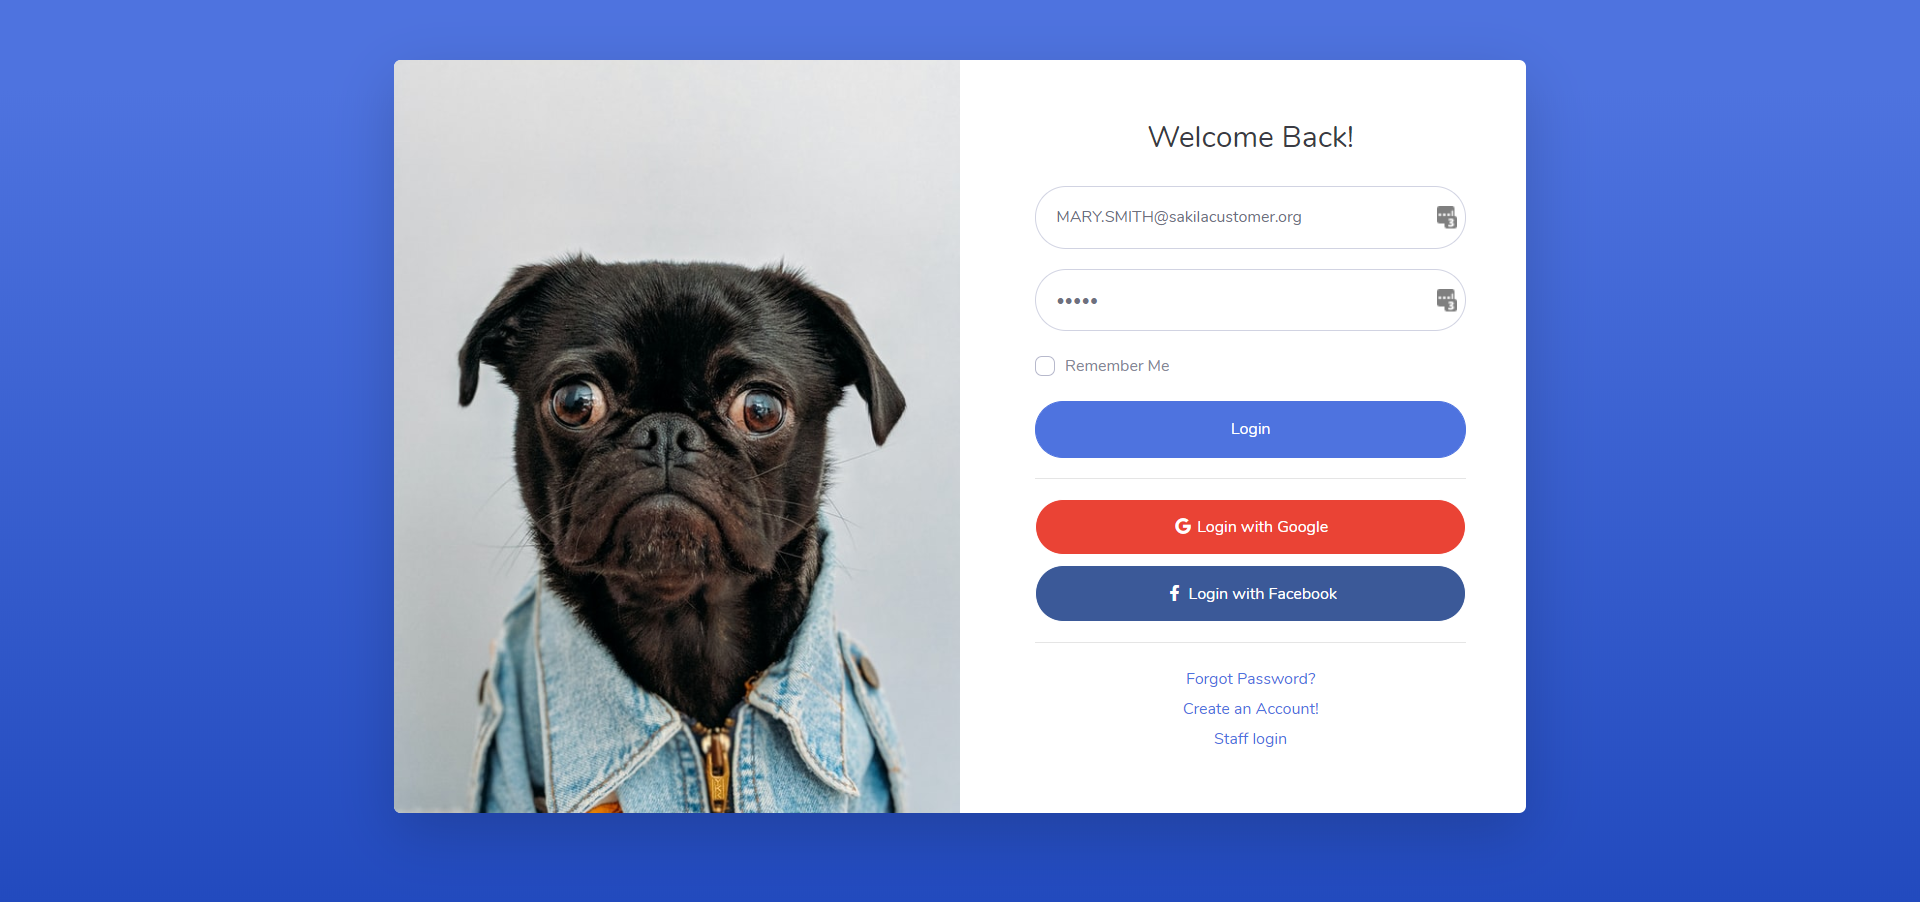 Welcome Back!
MARY.SMITH@sakilacustomer.org
•••••
Remember Me
Login
G Login with Google
f Login with Facebook
Forgot Password?
Create an Account!
Staff login